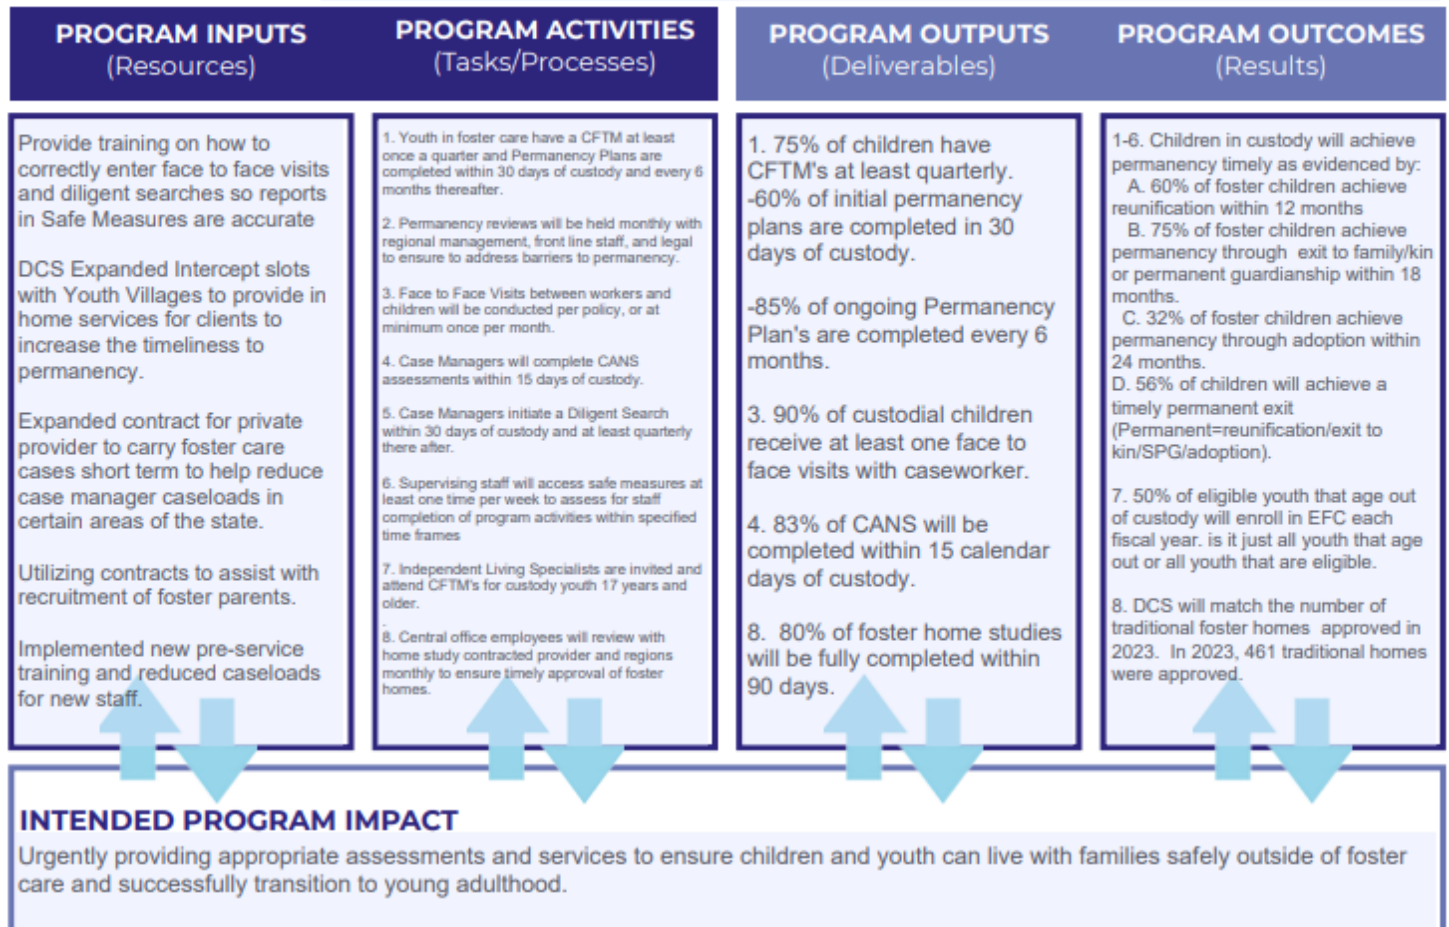 PROGRAM INPUTS
(Resources)
Provide training on how to
correctly enter face to face visits
and diligent searches so reports
in Safe Measures are accurate
DCS Expanded Intercept slots
with Youth Villages to provide in
home services for clients to
increase the timeliness to
permanency.
Expanded contract for private
provider to carry foster care
cases short term to help reduce
case manager caseloads in
certain areas of the state.
Utilizing contracts to assist with
recruitment of foster parents.
Implemented new pre-service
training and reduced caseloads
for new staff.
PROGRAM ACTIVITIES
(Tasks/Processes)
1. Youth in foster care have a CFTM at least
once a quarter and Permanency Plans are
completed within 30 days of custody and every 6
months thereafter.
2. Permanency reviews will be held monthly with
regional management, front line staff, and legal
to ensure to address barriers to permanency.
3. Face to Face Visits between workers and
children will be conducted per policy, or at
minimum once per month.
4. Case Managers will complete CANS
assessments within 15 days of custody.
5. Case Managers initiate a Diligent Search
within 30 days of custody and at least quarterly
there after.
6. Supervising staff will access safe measures at
least one time per week to assess for staff
completion of program activities within specified
time frames
7. Independent Living Specialists are invited and
attend CFTM's for custody youth 17 years and
older.
.
8. Central office employees will review with
home study contracted provider and regions
monthly to ensure timely approval of foster
homes.
PROGRAM OUTPUTS
(Deliverables)
1. 75% of children have
CFTM's at least quarterly.
-60% of initial permanency
plans are completed in 30
days of custody.
-85% of ongoing Permanency
Plan's are completed every 6
months.
3. 90% of custodial children
receive at least one face to
face visits with caseworker.
4. 83% of CANS will be
completed within 15 calendar
days of custody.
8. 80% of foster home studies
will be fully completed within
90 days.
PROGRAM OUTCOMES
(Results)
1-6. Children in custody will achieve
permanency timely as evidenced by:
A. 60% of foster children achieve
reunification within 12 months
B. 75% of foster children achieve
permanency through exit to family/kin
or permanent guardianship within 18
months.
C. 32% of foster children achieve
permanency through adoption within
24 months.
D. 56% of children will achieve a
timely permanent exit
(Permanent=reunification/exit to
kin/SPG/adoption).
7. 50% of eligible youth that age out
of custody will enroll in EFC each
fiscal year. is it just all youth that age
out or all youth that are eligible.
8. DCS will match the number of
traditional foster homes approved in
2023. In 2023, 461 traditional homes
were approved.
INTENDED PROGRAM IMPACT
Urgently providing appropriate assessments and services to ensure children and youth can live with families safely outside of foster
care and successfully transition to young adulthood.